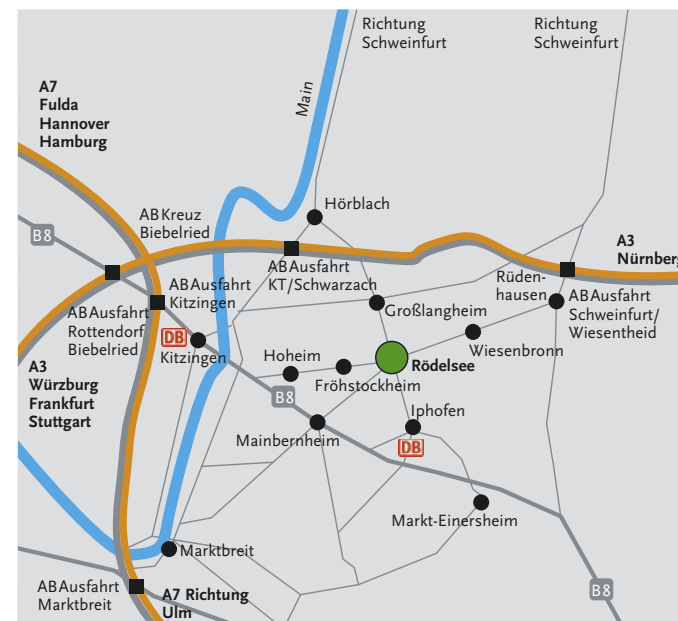 Richtung
Schweinfurt
Richtung
Schweinfurt
A7
Fulda
Hannover
Hamburg
Main
Hörblach
B8
AB Kreuz
Biebelried
A3
Nürnberg
AB Ausfahrt
KT/Schwarzach
Rüden-
hausen
AB Ausfahrt
Kitzingen
AB Ausfahrt
Schweinfurt/
Wiesentheid
AB Ausfahrt
Rottendorf
Biebelried
Großlangheim
DB
Kitzingen
Wiesenbronn
Hoheim
Rödelsee
A3
Würzburg
Frankfurt
Stuttgart
Fröhstockheim
B8
Iphofen
Mainbernheim
DB
Markt-Einersheim
Marktbreit
AB Ausfahrt
Marktbreit
A7 Richtung
Ulm
B8